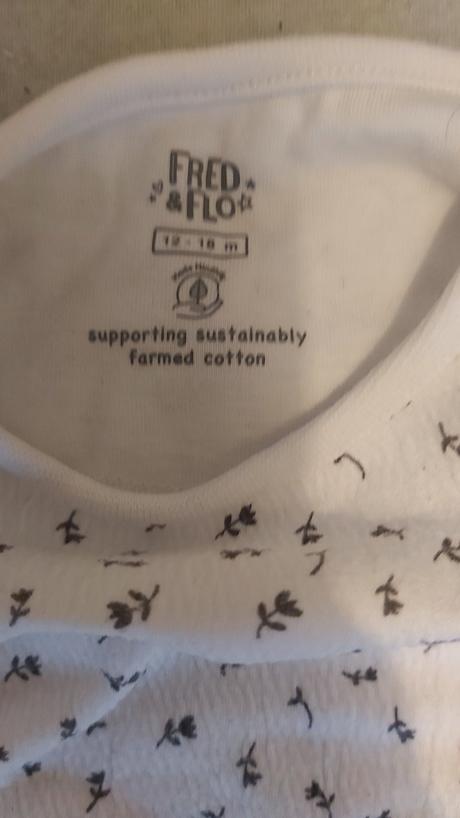 FRED
&FLO
12 - 18 m
supporting sustainably
farmed cotton